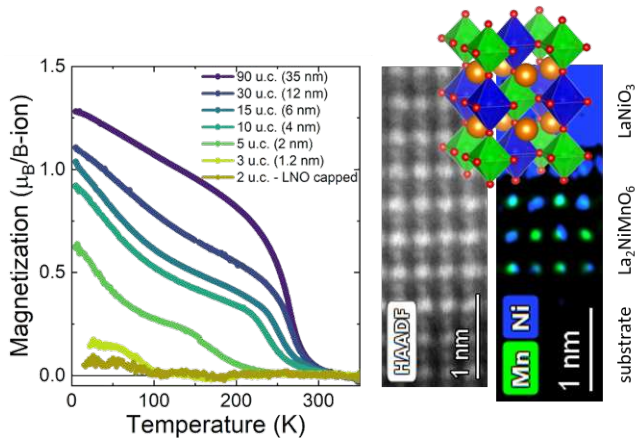 90 u.c. (35 nm)
30 u.c. (12 nm)
15 u.c. (6 nm)
10 u.c. (4 nm)
5 u.c. (2 nm)
3 u.c. (1.2 nm)
2 u.c. - LNO capped
Magnetization (μB/B-ion)
1.5
1.0
0.5
0.0
0
100
200
300
Temperature (K)
HAADF
1 nm
Mn
Ni
1 nm
LaNiO3
La2NiMnO6
substrate